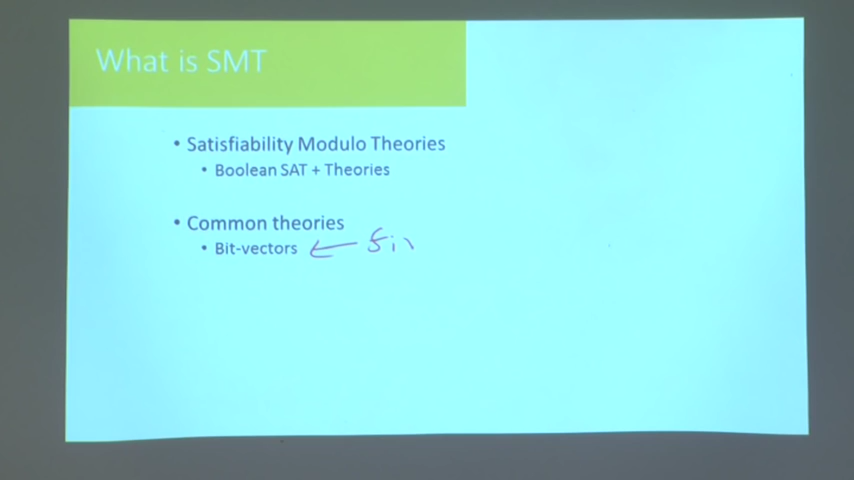 What is SMT
• Satisfiability Modulo Theories
• Boolean SAT + Theories
• Common theories
• Bit-vectors